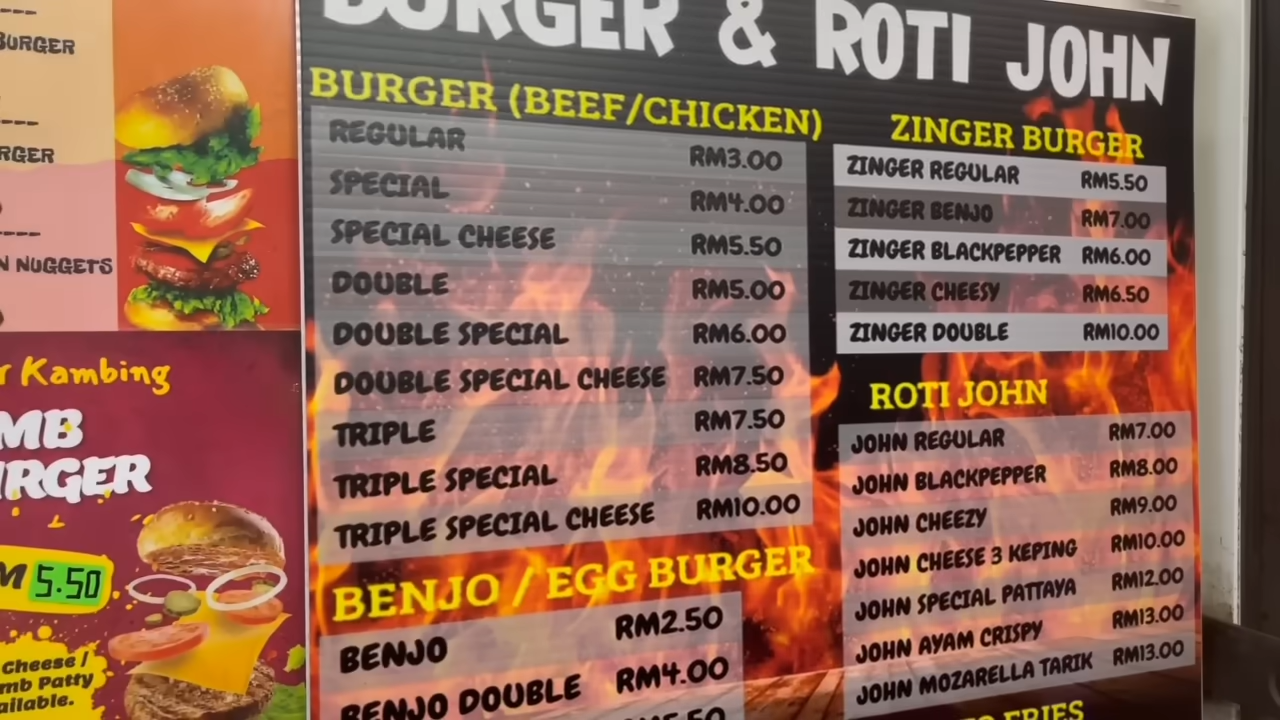 BURGER & ROTI JOHN
BURGER (BEEF/CHICKEN)
REGULAR RM3.00
SPECIAL RM4.00
SPECIAL CHEESE RM5.50
DOUBLE RM5.00
DOUBLE SPECIAL RM6.00
DOUBLE SPECIAL CHEESE RM7.50
TRIPLE RM7.50
TRIPLE SPECIAL RM8.50
TRIPLE SPECIAL CHEESE RM10.00
BENJO / EGG BURGER
BENJO RM2.50
BENJO DOUBLE RM4.00
ZINGER BURGER
ZINGER REGULAR RM5.50
ZINGER BENJO RM7.00
ZINGER BLACKPEPPER RM6.00
ZINGER CHEESY RM6.50
ZINGER DOUBLE RM10.00
ROTI JOHN
JOHN REGULAR RM7.00
JOHN BLACKPEPPER RM8.00
JOHN CHEEZY RM9.00
JOHN CHEESE 3 KEPING RM10.00
JOHN SPECIAL PATTAYA RM12.00
JOHN AYAM CRISPY RM13.00
JOHN MOZARELLA TARIK RM13.00
FRIES
BURGER
RGER
N NUGGETS
r Kambing
MB
RGER
M 5.50
Cheese /
mb Patty
ailable.